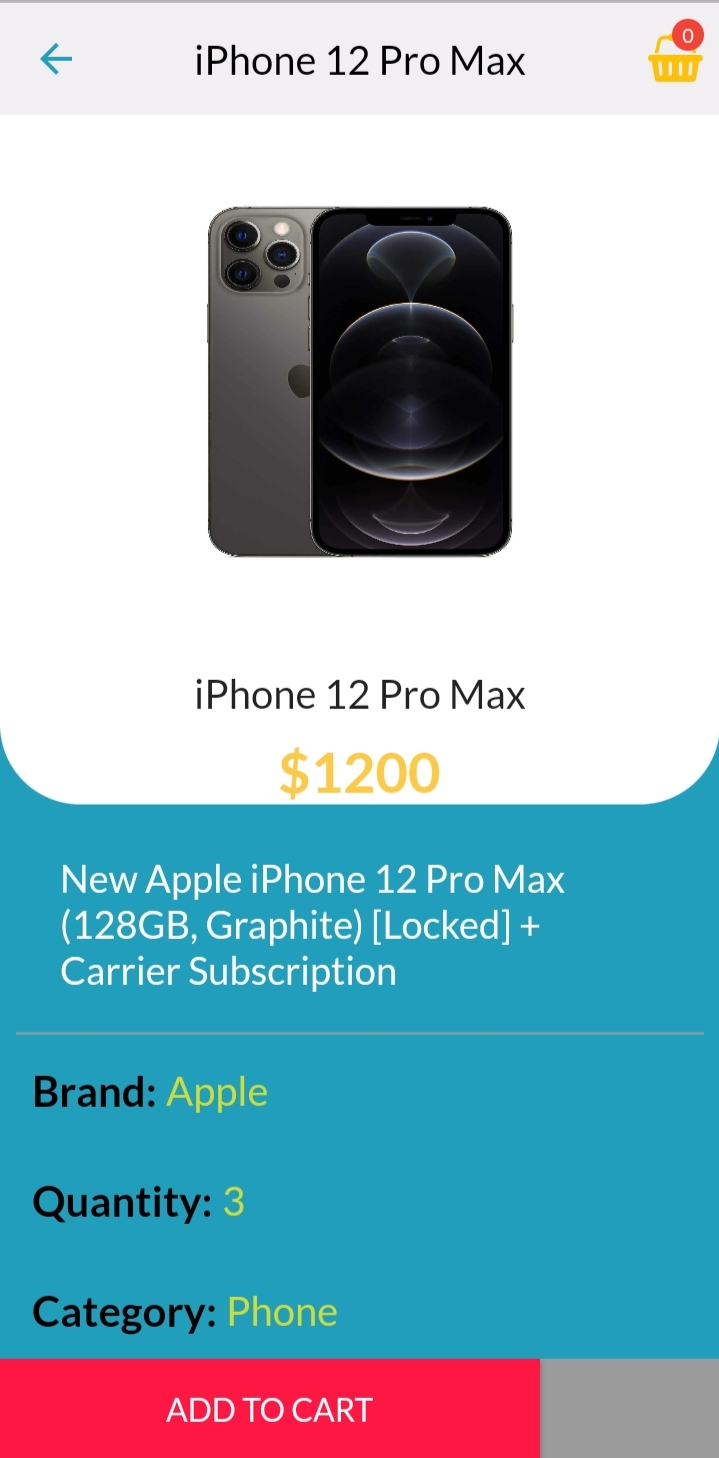 iPhone 12 Pro Max
0
iPhone 12 Pro Max
$1200
New Apple iPhone 12 Pro Max
(128GB, Graphite) [Locked] +
Carrier Subscription
Brand: Apple
Quantity: 3
Category: Phone
ADD TO CART